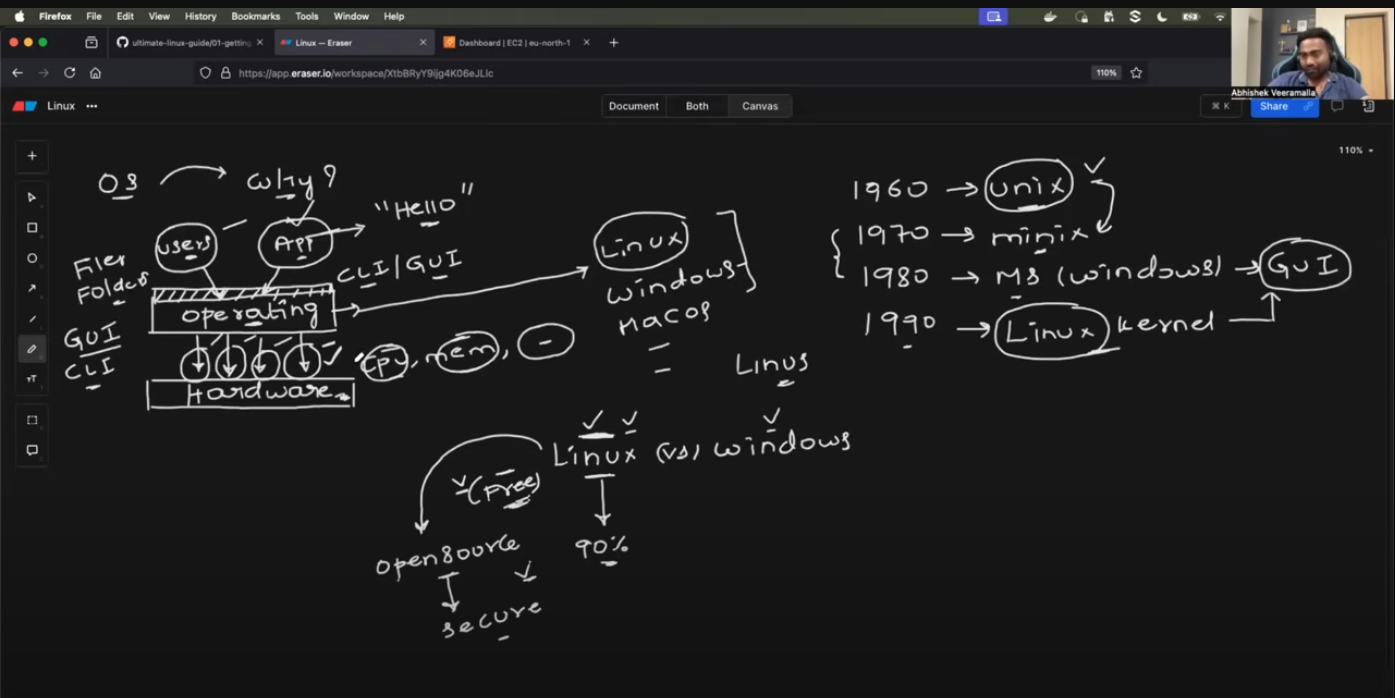 Firefox File Edit View History Bookmarks Tools Window Help
ultimate-linux-guide/01-getting
Linux — Eraser
Dashboard | EC2 | eu-north-1
https://app.eraser.io/workspace/XtbBRyY9ijg4K06eJLlc
110%
Abhishek Veeramalla
Linux
Document Both Canvas
⌘ K
Share
110%
OS
Why?
"Hello"
users
App
Files
Folders
CLI / GUI
operating
GUI
CLI
CPU, mem, -
Hardware
Linux
Windows
MacOS
Linus
1960 → unix
1970 → minix
1980 → MS (windows) → GUI
1990 → Linux kernel
Linux (vs) windows
(Free)
opensource
90%
secure